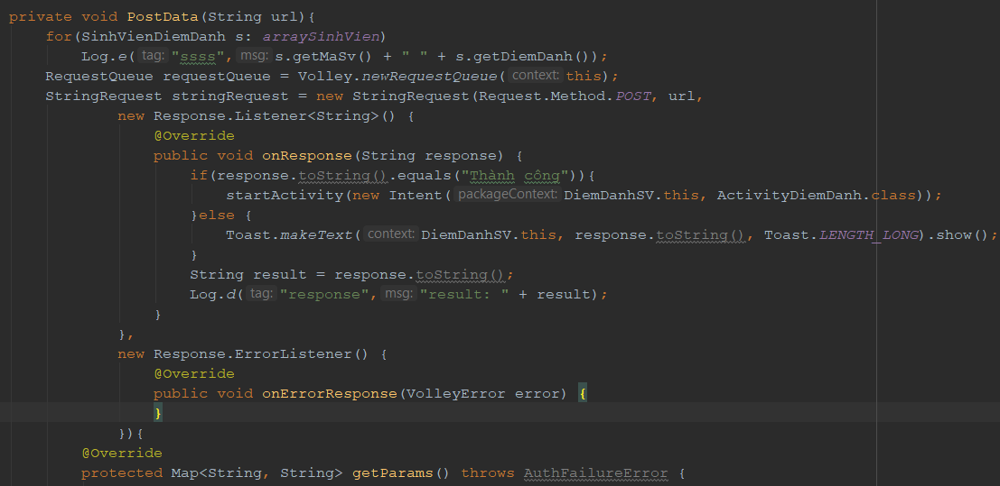 private void PostData(String url){
for(SinhVienDiemDanh s: arraySinhVien)
Log.e( tag: "ssss", msg: s.getMaSv() + " " + s.getDiemDanh());
RequestQueue requestQueue = Volley.newRequestQueue( context: this);
StringRequest stringRequest = new StringRequest(Request.Method.POST, url,
new Response.Listener<String>() {
@Override
public void onResponse(String response) {
if(response.toString().equals("Thành công")){
startActivity(new Intent( packageContext: DiemDanhSV.this, ActivityDiemDanh.class));
}else {
Toast.makeText( context: DiemDanhSV.this, response.toString(), Toast.LENGTH_LONG).show();
}
String result = response.toString();
Log.d( tag: "response", msg: "result: " + result);
}
},
new Response.ErrorListener() {
@Override
public void onErrorResponse(VolleyError error) {
}
}){
@Override
protected Map<String, String> getParams() throws AuthFailureError {